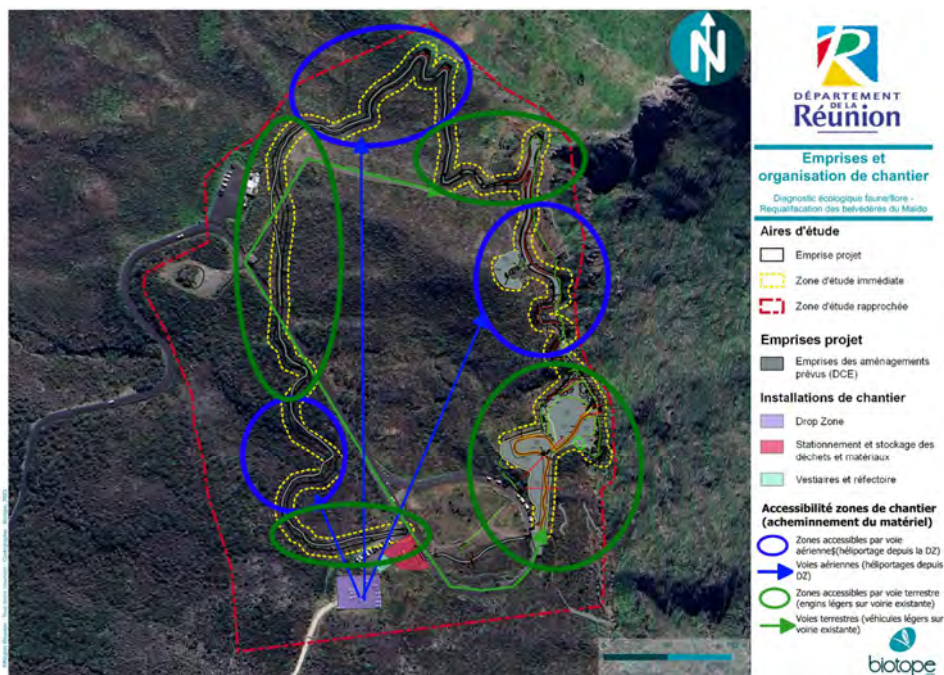 N
DÉPARTEMENT
DE LA
Réunion
Emprises et
organisation de chantier
Diagnostic écologique faune/flore -
Requalifacation des belvédères du Maïdo
Aires d'étude
Emprise projet
Zone d'étude immédiate
Zone d'étude rapprochée
Emprises projet
Emprises des aménagements
prévus (DCE)
Installations de chantier
Drop Zone
Stationnement et stockage des
déchets et matériaux
Vestiaires et réfectoire
Accessibilité zones de chantier
(acheminnement du matériel)
Zones accessibles par voie
aérienne$(héliportage depuis la DZ)
Voies aériennes (héliportages depuis
DZ)
Zones accessibles par voie terrestre
(engins légers sur voirie existante)
Voies terrestres (véhicules légers sur
voirie existante)
biotope